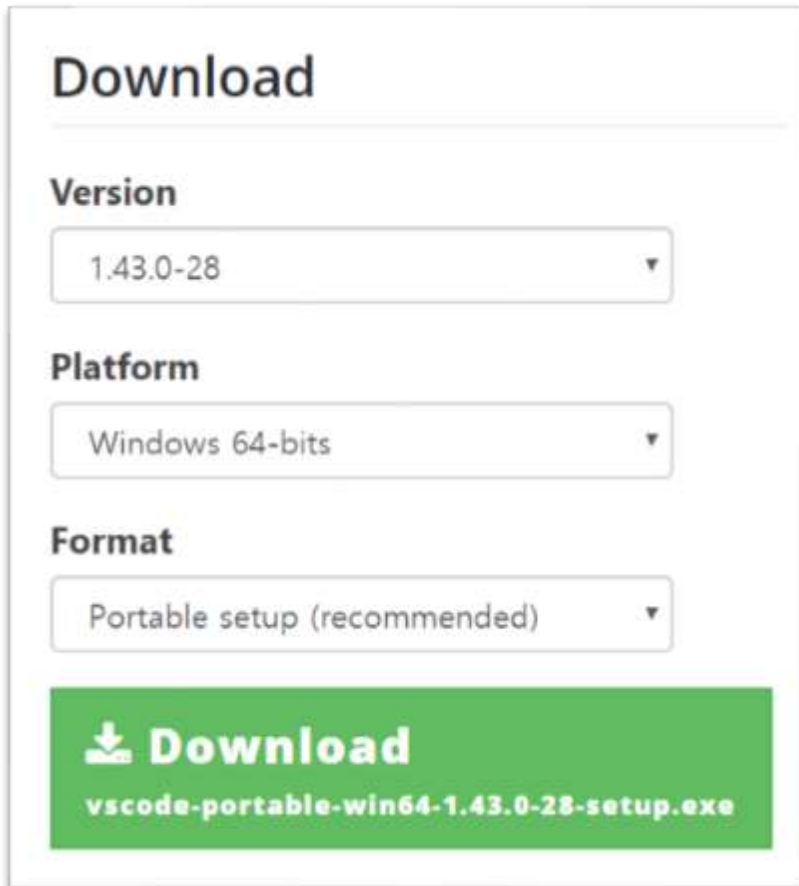 Download
Version
1.43.0-28
Platform
Windows 64-bits
Format
Portable setup (recommended)
Download
vscode-portable-win64-1.43.0-28-setup.exe